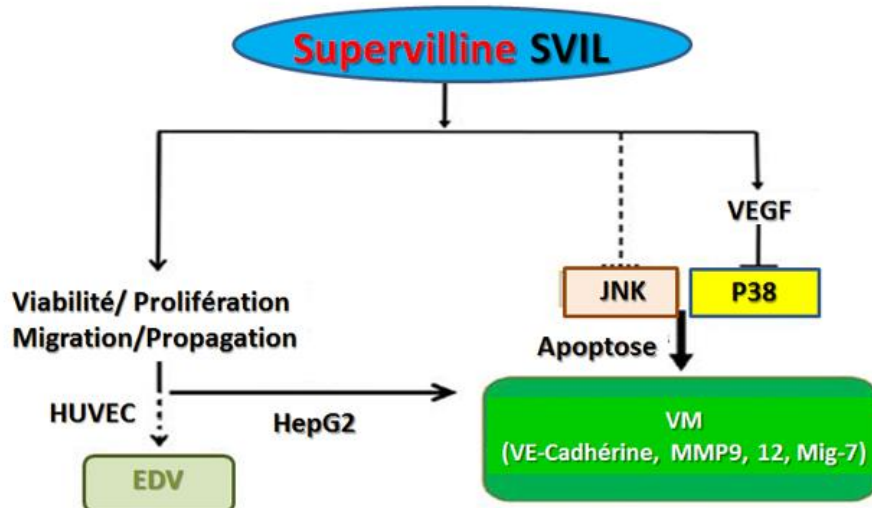 Supervilline SVIL
VEGF
JNK
P38
Viabilité/ Prolifération
Migration/Propagation
Apoptose
HUVEC
HepG2
VM
(VE-Cadhérine, MMP9, 12, Mig-7)
EDV